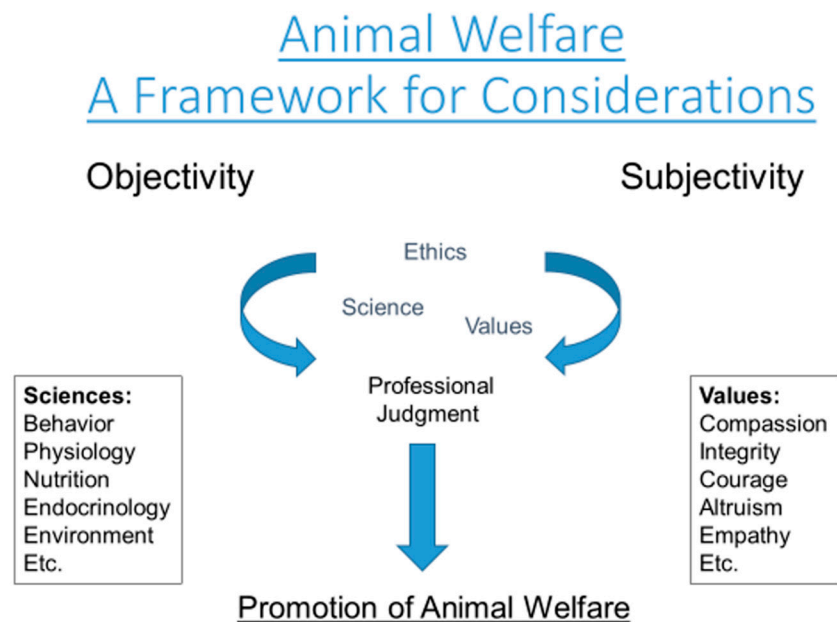 Animal Welfare
A Framework for Considerations
Objectivity
Subjectivity
Ethics
Science
Values
Professional
Judgment
Sciences:
Behavior
Physiology
Nutrition
Endocrinology
Environment
Etc.
Values:
Compassion
Integrity
Courage
Altruism
Empathy
Etc.
Promotion of Animal Welfare